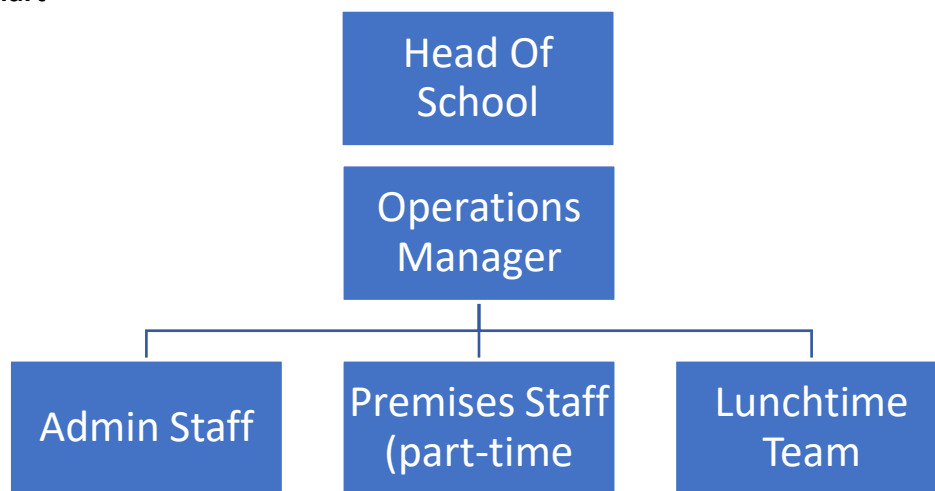 Head Of
School
Operations
Manager
Admin Staff
Premises Staff
(part-time
Lunchtime
Team